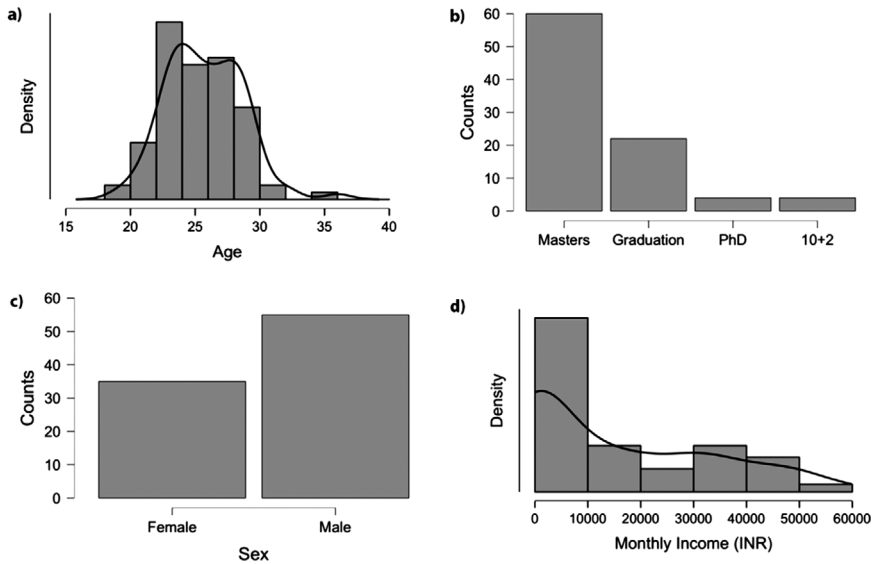 a)
Density
15 20 25 30 35 40
Age
b)
Counts
60
50
40
30
20
10
0
Masters Graduation PhD 10+2
c)
Counts
60
50
40
30
20
10
0
Female Male
Sex
d)
Density
0 10000 20000 30000 40000 50000 60000
Monthly Income (INR)